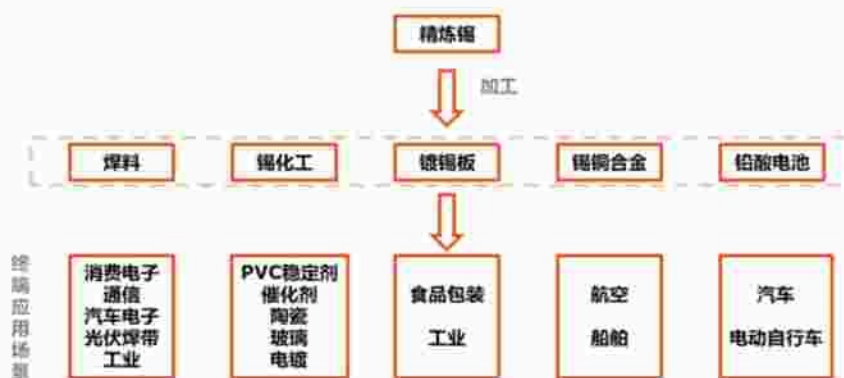 精炼锡
加工
焊料 锡化工 镀锡板 锡铜合金 铅酸电池
终端应用场景
消费电子
通信
汽车电子
光伏焊带
工业
PVC稳定剂
催化剂
陶瓷
玻璃
电镀
食品包装
工业
航空
船舶
汽车
电动自行车